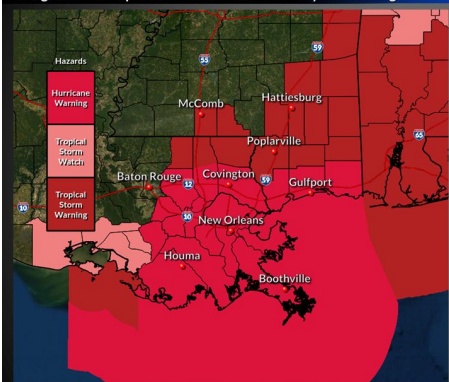 Hazards
Hurricane
Warning
Tropical
Storm
Watch
Tropical
Storm
Warning
55
59
McComb
Hattiesburg
65
Poplarville
Baton Rouge
12
Covington
59
Gulfport
10
10
New Orleans
Houma
Boothville